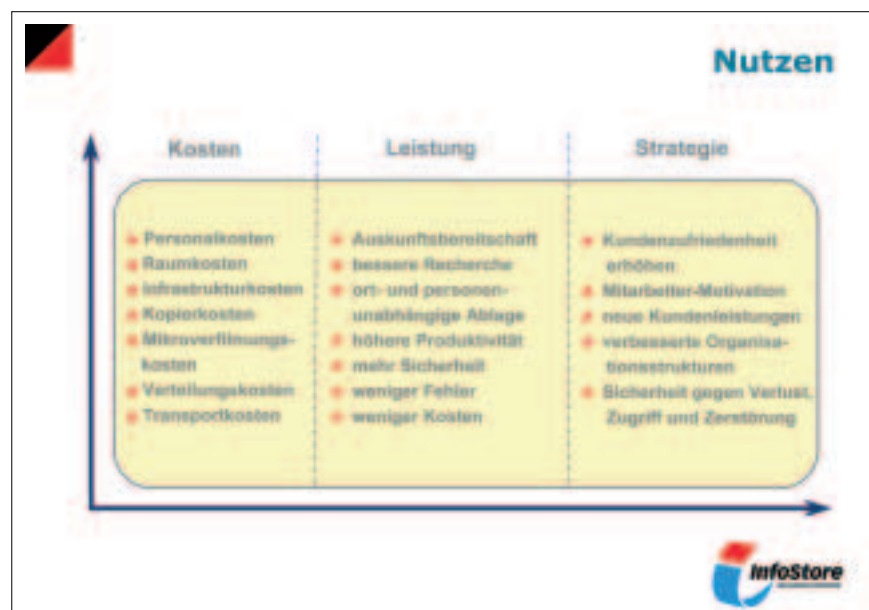 Nutzen
Kosten
Personalkosten
Raumkosten
Infrastrukturkosten
Kopierkosten
Mikroverfilmungs-
kosten
Verteilungskosten
Transportkosten
Leistung
Auskunftsbereitschaft
bessere Recherche
ort- und personen-
unabhängige Ablage
höhere Produktivität
mehr Sicherheit
weniger Fehler
weniger Kosten
Strategie
Kundenzufriedenheit
erhöhen
Mitarbeiter-Motivation
neue Kundenleistungen
verbesserte Organisa-
tionsstrukturen
Sicherheit gegen Verlust,
Zugriff und Zerstörung
InfoStore